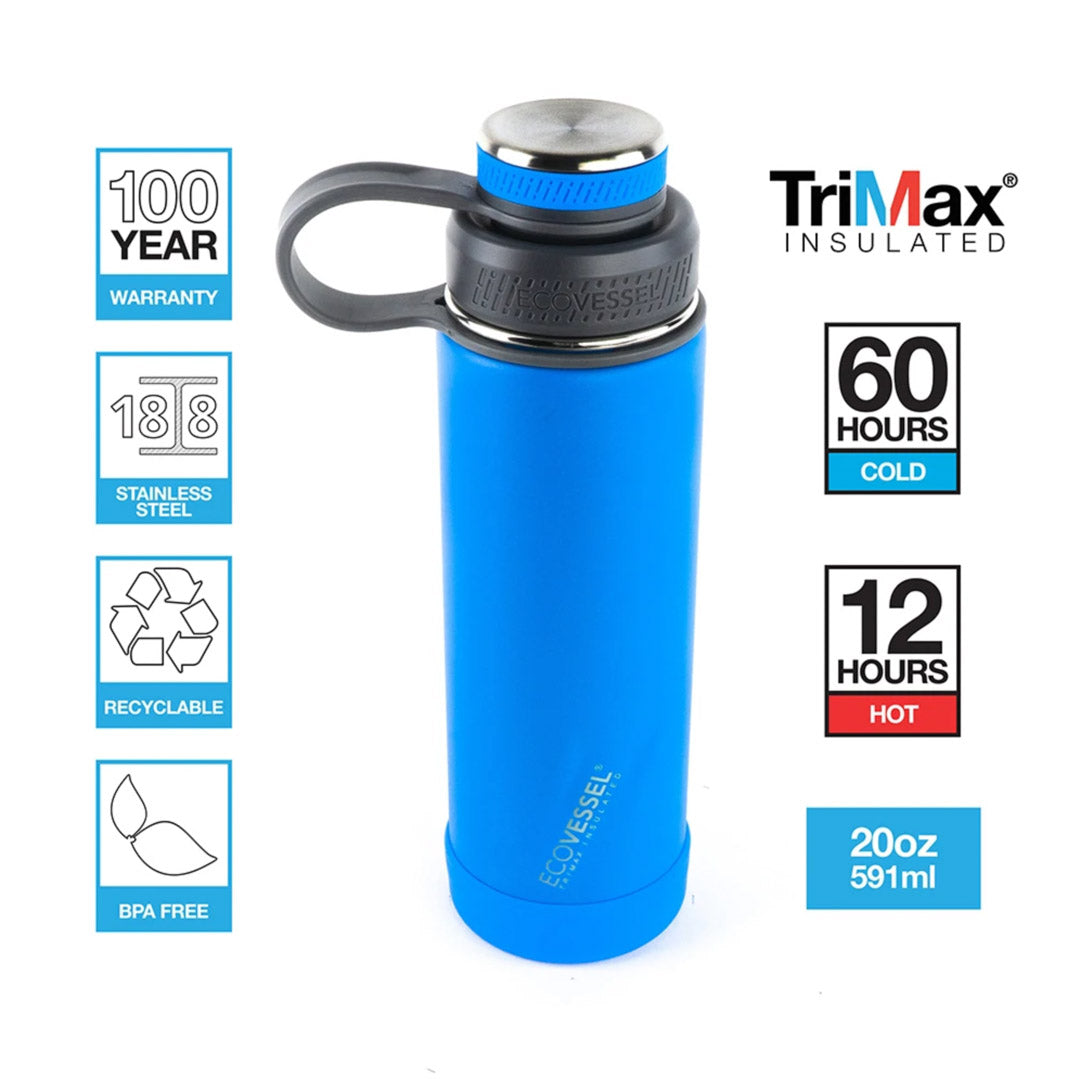 100
YEAR
WARRANTY
18 8
STAINLESS
STEEL
RECYCLABLE
BPA FREE
ECOVESSEL
ECOVESSEL®
TRIMAX INSULATED
TriMax®
INSULATED
60
HOURS
COLD
12
HOURS
HOT
20oz
591ml